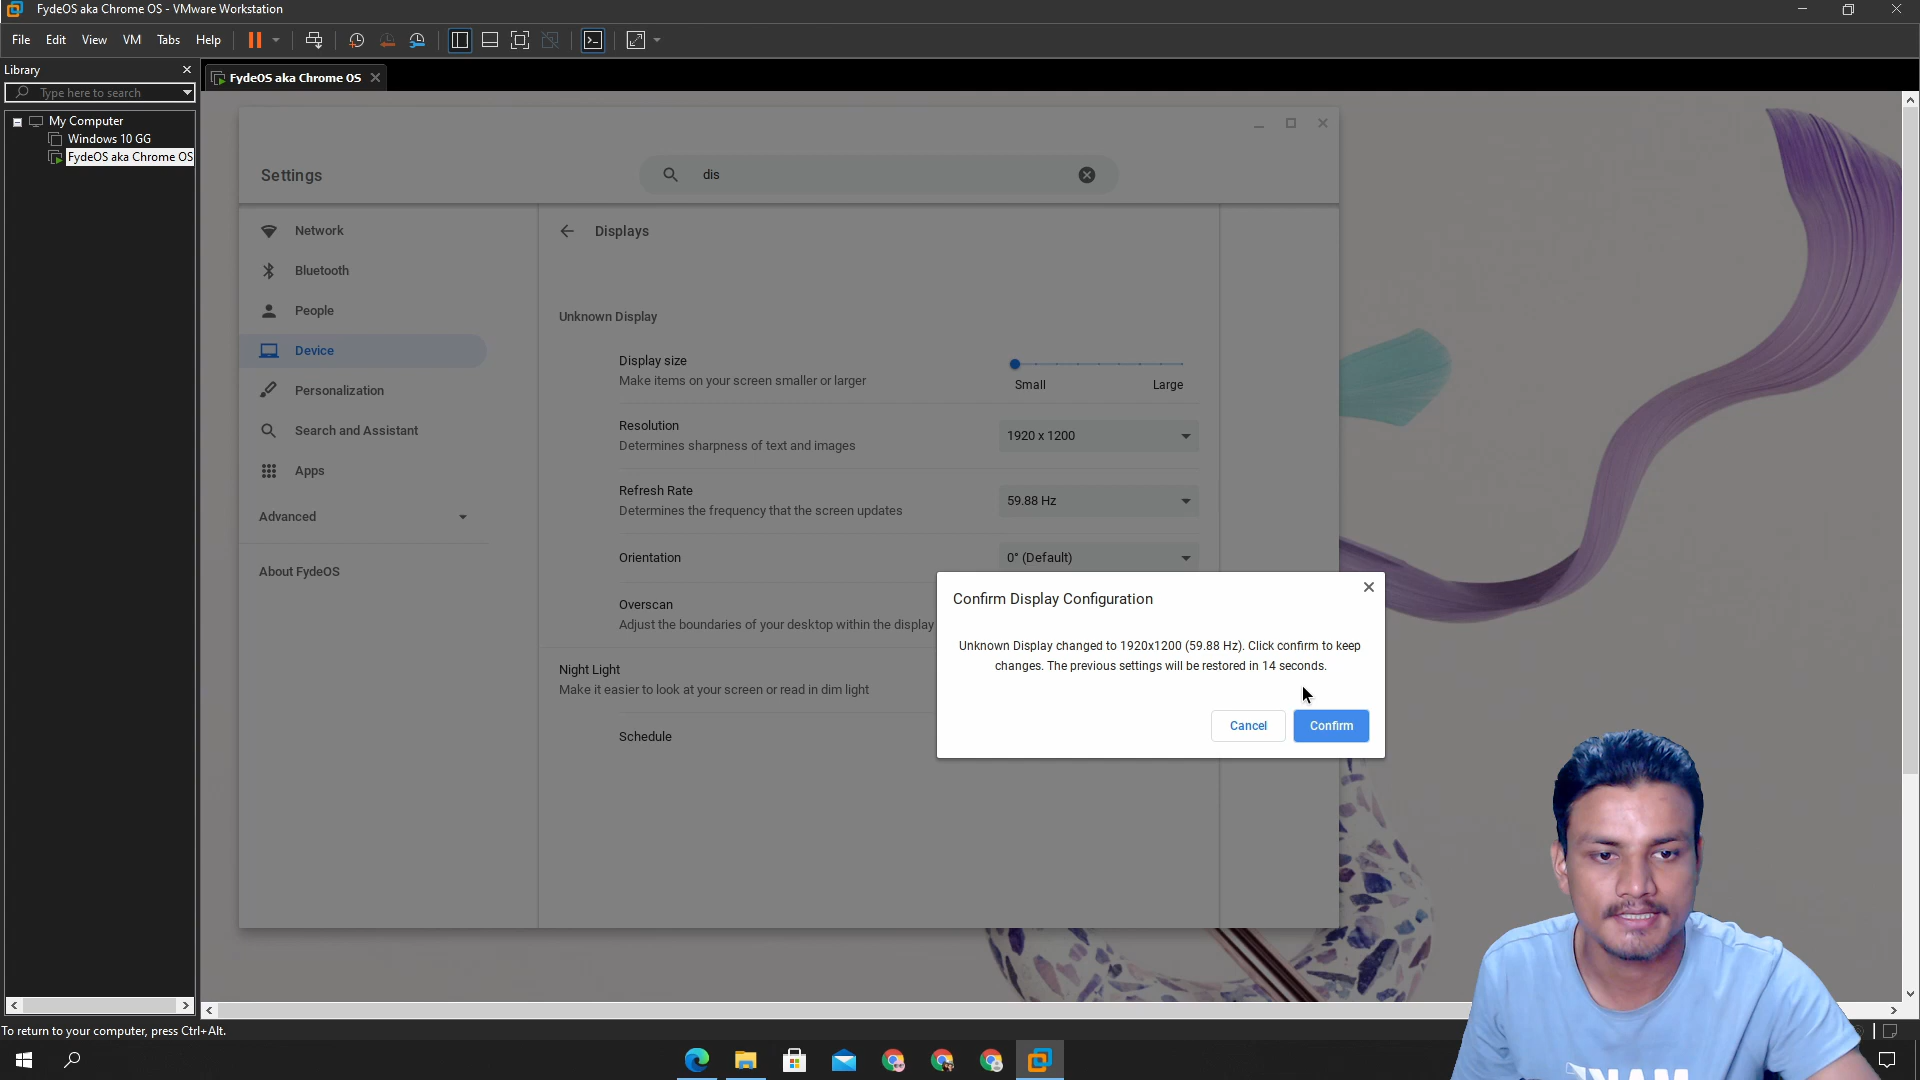 FydeOS aka Chrome OS - VMware Workstation
File Edit View VM Tabs Help
Library
FydeOS aka Chrome OS
Type here to search
My Computer
Windows 10 GG
FydeOS aka Chrome OS
Settings
dis
Network
Bluetooth
People
Device
Personalization
Search and Assistant
Apps
Advanced
About FydeOS
Displays
Unknown Display
Display size
Make items on your screen smaller or larger
Small Large
Resolution
1920 x 1200
Determines sharpness of text and images
Refresh Rate
59.88 Hz
Determines the frequency that the screen updates
Orientation
0° (Default)
Overscan
Adjust the boundaries of your desktop within the display
Night Light
Make it easier to look at your screen or read in dim light
Schedule
Confirm Display Configuration
Unknown Display changed to 1920x1200 (59.88 Hz). Click confirm to keep
changes. The previous settings will be restored in 14 seconds.
Cancel Confirm
To return to your computer, press Ctrl+Alt.